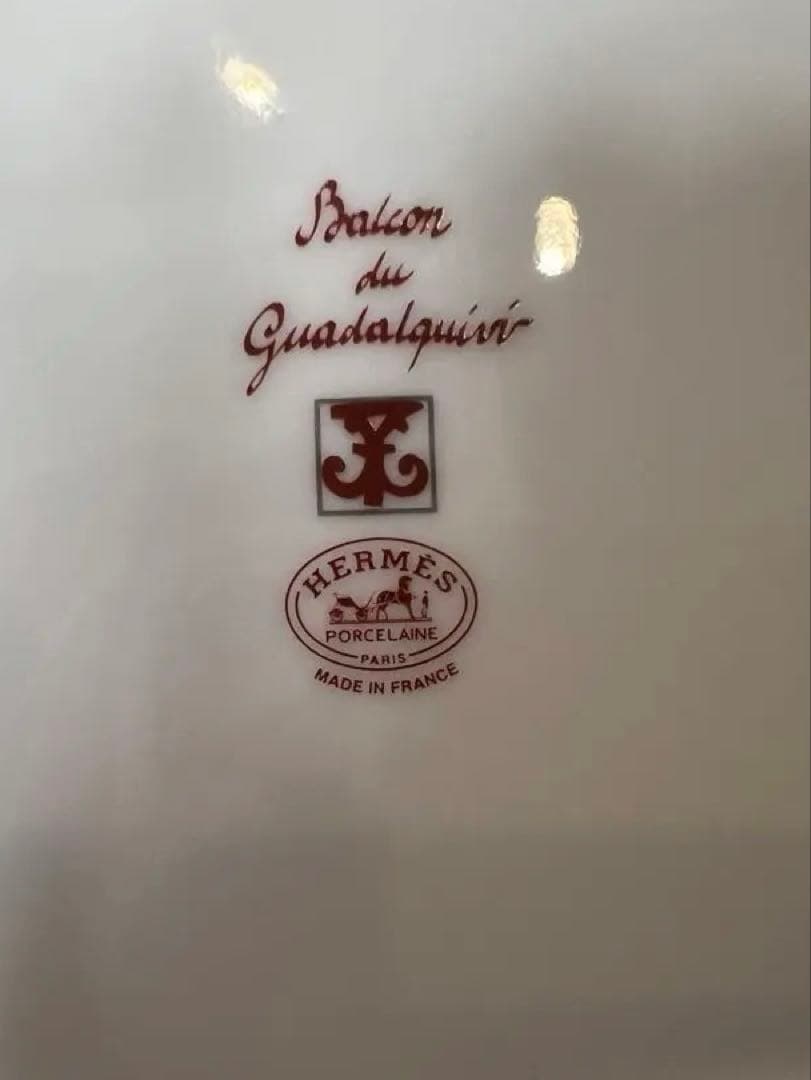 Balcon
du
Guadalquivir
HERMÈS
PORCELAINE
PARIS
MADE IN FRANCE